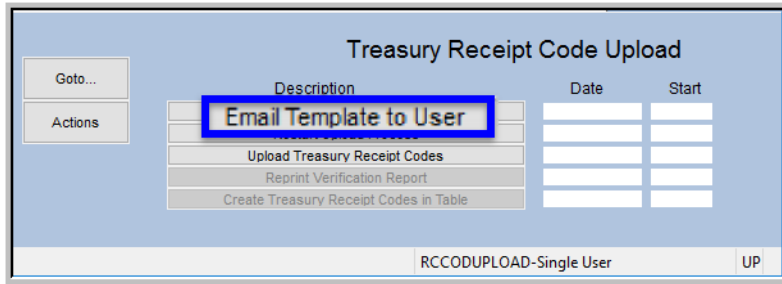 Treasury Receipt Code Upload
Goto...
Description Date Start
Email Template to User
Actions
Upload Treasury Receipt Codes
Reprint Verification Report
Create Treasury Receipt Codes in Table
RCCODUPLOAD-Single User UP